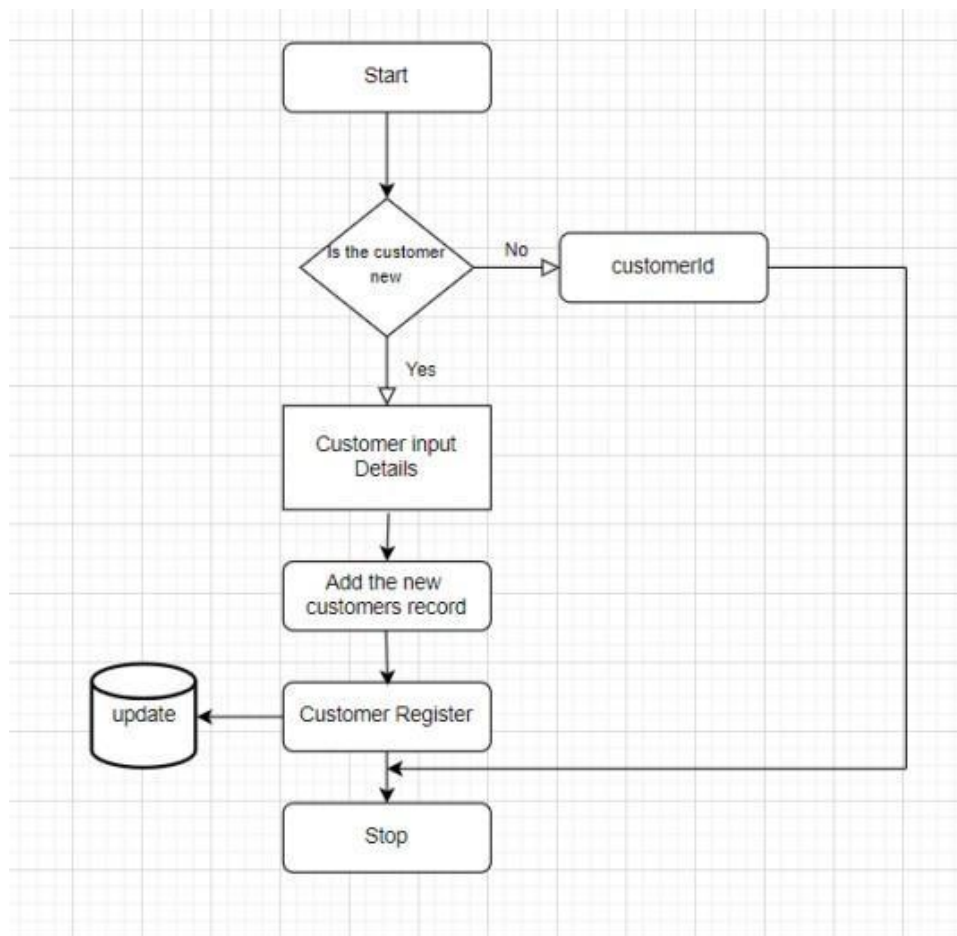 Start
Is the customer
new
No
customerId
Yes
Customer input
Details
Add the new
customers record
update
Customer Register
Stop